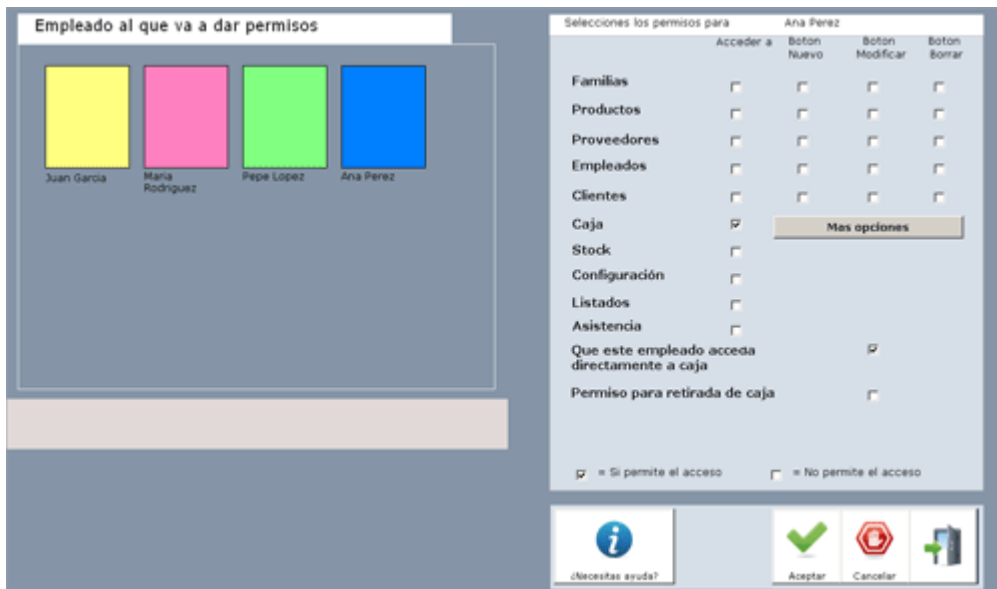 Empleado al que va a dar permisos
Juan Garcia
Maria
Rodriguez
Pepe Lopez
Ana Perez
Selecciones los permisos para Ana Perez
Acceder a
Boton
Nuevo
Boton
Modificar
Boton
Borrar
Familias
Productos
Proveedores
Empleados
Clientes
Caja
Mas opciones
Stock
Configuración
Listados
Asistencia
Que este empleado acceda
directamente a caja
Permiso para retirada de caja
= Si permite el acceso
= No permite el acceso
¿Necesitas ayuda?
Aceptar
Cancelar